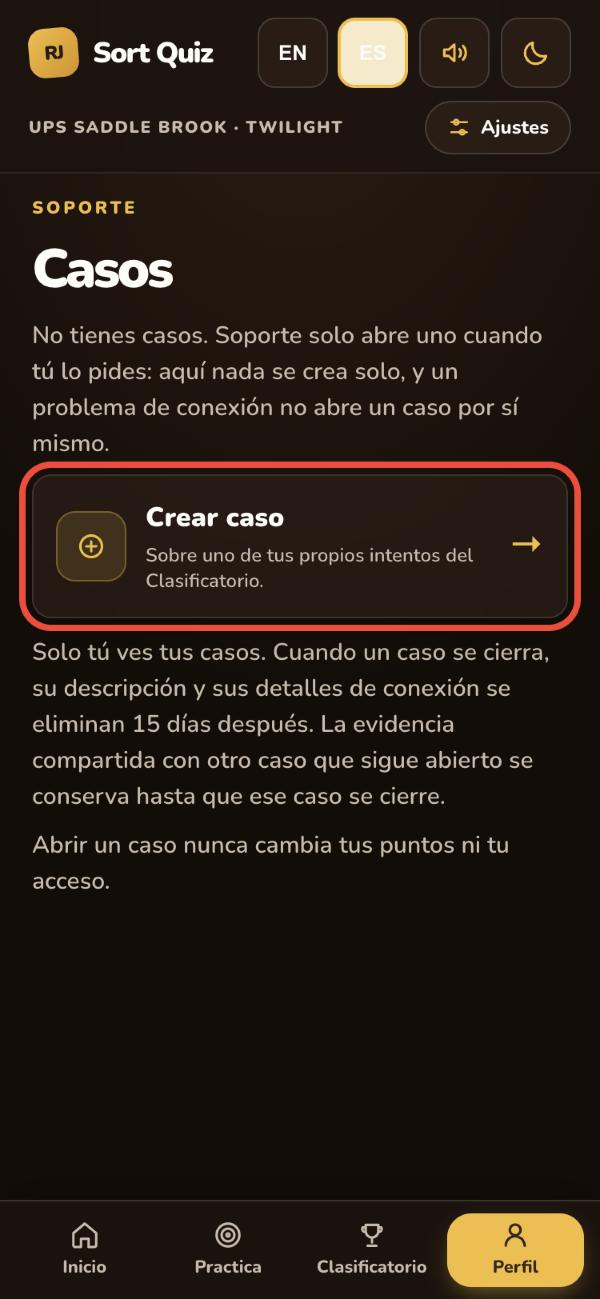 RJ Sort Quiz EN ES
UPS SADDLE BROOK · TWILIGHT Ajustes
SOPORTE
Casos
No tienes casos. Soporte solo abre uno cuando
tú lo pides: aquí nada se crea solo, y un
problema de conexión no abre un caso por sí
mismo.
Crear caso
Sobre uno de tus propios intentos del
Clasificatorio.
Solo tú ves tus casos. Cuando un caso se cierra,
su descripción y sus detalles de conexión se
eliminan 15 días después. La evidencia
compartida con otro caso que sigue abierto se
conserva hasta que ese caso se cierre.
Abrir un caso nunca cambia tus puntos ni tu
acceso.
Inicio Practica Clasificatorio Perfil